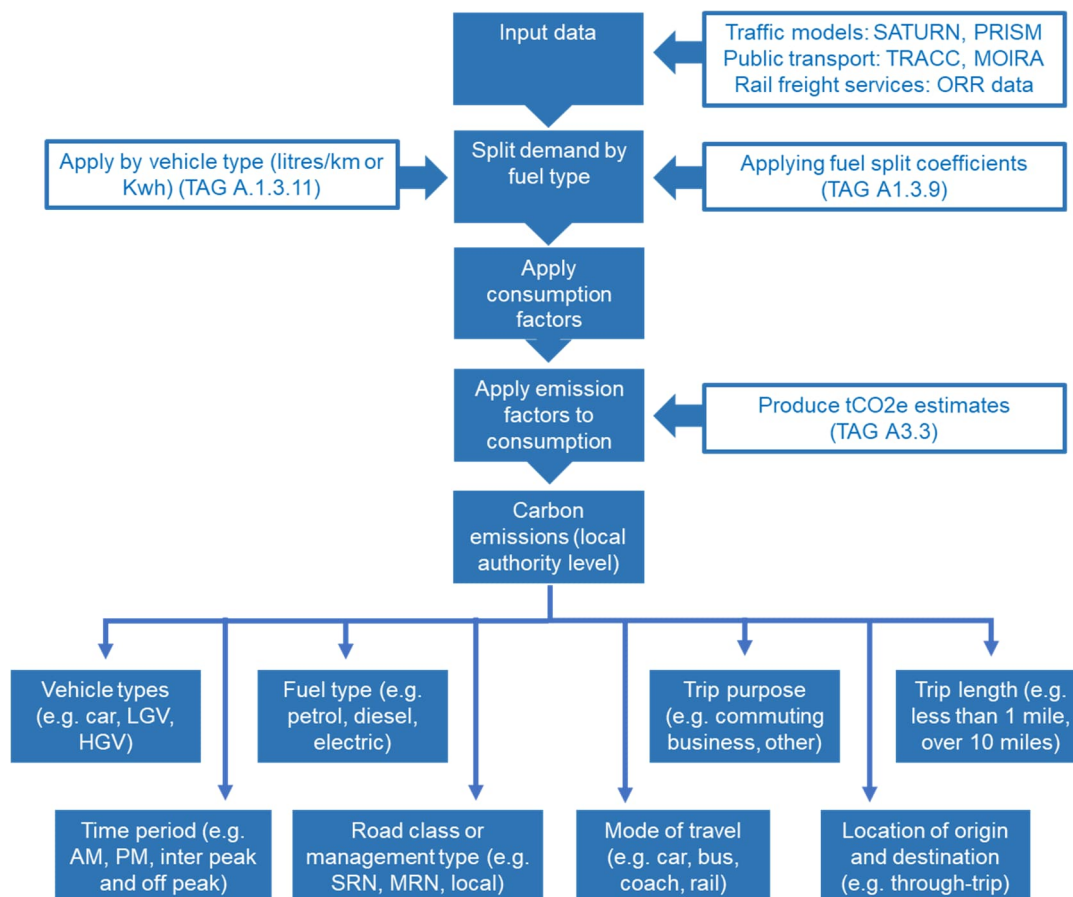 Input data
Traffic models: SATURN, PRISM
Public transport: TRACC, MOIRA
Rail freight services: ORR data
Apply by vehicle type (litres/km or
Kwh) (TAG A.1.3.11)
Split demand by
fuel type
Applying fuel split coefficients
(TAG A1.3.9)
Apply
consumption
factors
Apply emission
factors to
consumption
Produce tCO2e estimates
(TAG A3.3)
Carbon
emissions (local
authority level)
Vehicle types
(e.g. car, LGV,
HGV)
Fuel type (e.g.
petrol, diesel,
electric)
Trip purpose
(e.g. commuting
business, other)
Trip length (e.g.
less than 1 mile,
over 10 miles)
Time period (e.g.
AM, PM, inter peak
and off peak)
Road class or
management type (e.g.
SRN, MRN, local)
Mode of travel
(e.g. car, bus,
coach, rail)
Location of origin
and destination
(e.g. through-trip)